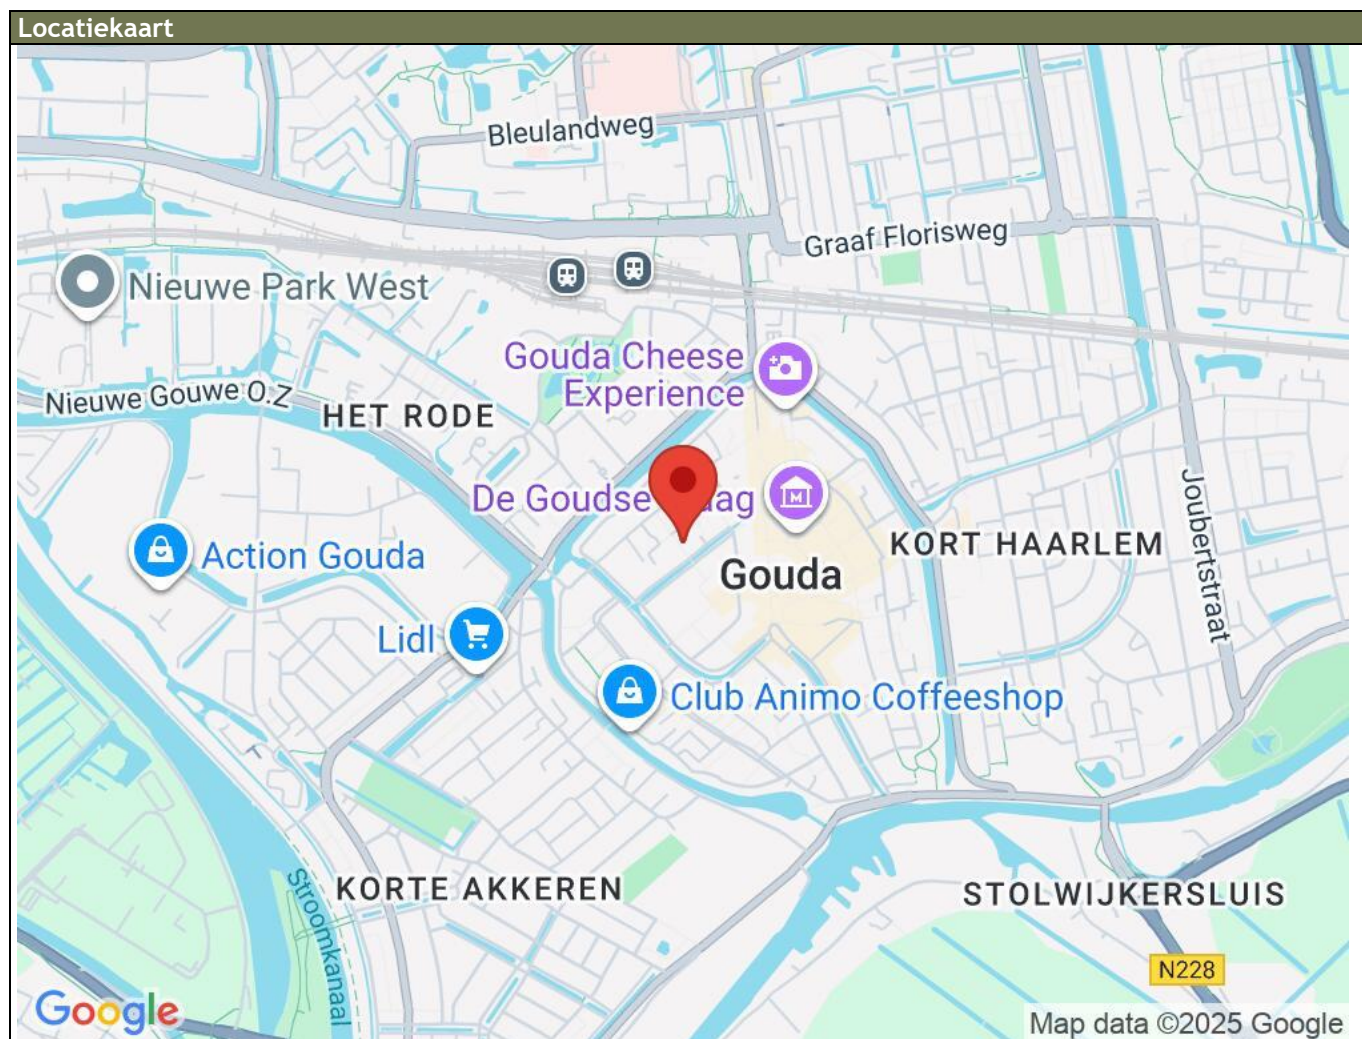 Locatiekaart
Bleulandweg
Graaf Florisweg
Nieuwe Park West
Gouda Cheese
Experience
Nieuwe Gouwe O.Z
HET RODE
De Goudse aag
Joubertstraat
KORT HAARLEM
Action Gouda
Gouda
Lidl
Club Animo Coffeeshop
KORTE AKKEREN
STOLWIJKERSLUIS
Stroomkanaal
N228
Google
Map data ©2025 Google